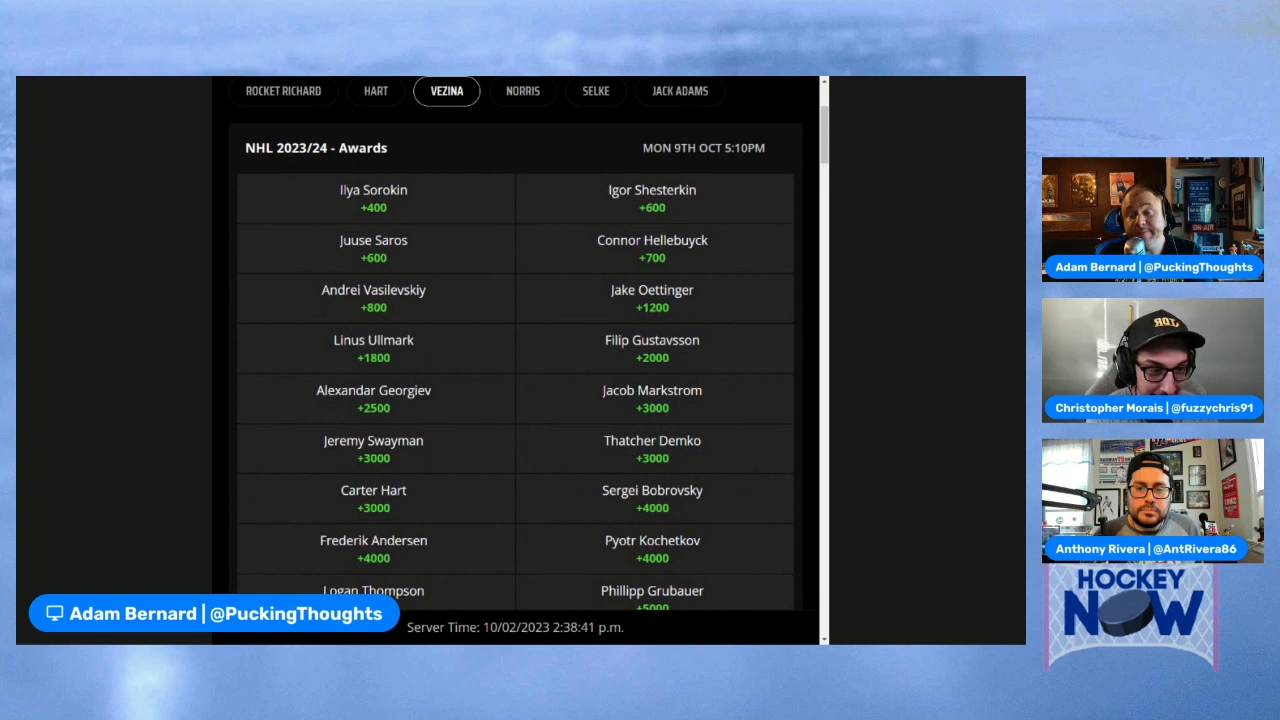 ROCKET RICHARD HART VEZINA NORRIS SELKE JACK ADAMS
NHL 2023/24 - Awards MON 9TH OCT 5:10PM
Ilya Sorokin Igor Shesterkin
+400 +600
Juuse Saros Connor Hellebuyck
+600 +700
Andrei Vasilevskiy Jake Oettinger
+800 +1200
Linus Ullmark Filip Gustavsson
+1800 +2000
Alexandar Georgiev Jacob Markstrom
+2500 +3000
Jeremy Swayman Thatcher Demko
+3000 +3000
Carter Hart Sergei Bobrovsky
+3000 +4000
Frederik Andersen Pyotr Kochetkov
+4000 +4000
Logan Thompson Phillipp Grubauer
+5000
Adam Bernard | @PuckingThoughts
Server Time: 10/02/2023 2:38:41 p.m.
ON AIR
Adam Bernard | @PuckingThoughts
Christopher Morais | @fuzzychris91
Anthony Rivera | @AntRivera86
HOCKEY
NOW